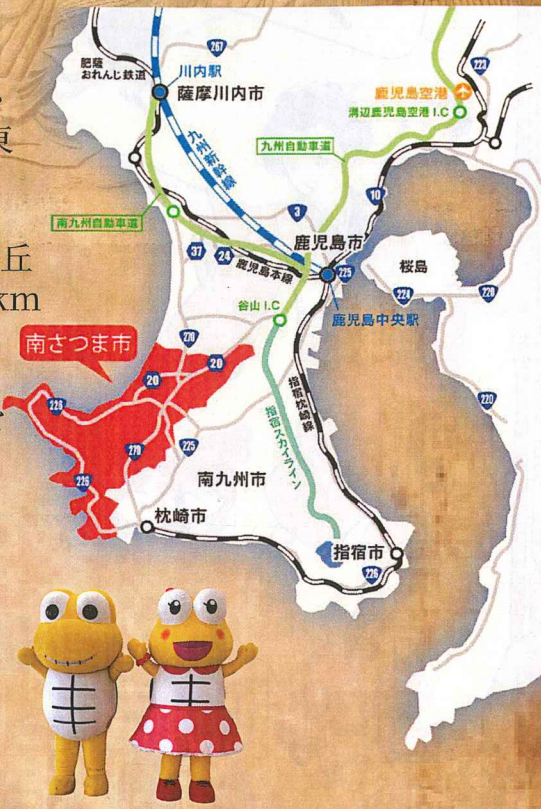 267
肥薩
おれんじ鉄道
川内駅
薩摩川内市
223
鹿児島空港
溝辺鹿児島空港 I.C
東
九州新幹線
九州自動車道
10
南九州自動車道
3
37
24
鹿児島本線
鹿児島市
225
桜島
224
220
丘
km
谷山 I.C
鹿児島中央駅
南さつま市
270
20
20
226
指宿枕崎線
220
指宿スカイライン
270
225
226
南九州市
枕崎市
指宿市
226